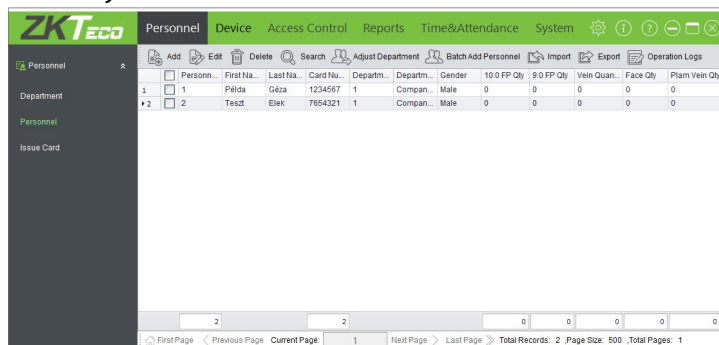 ZKTeco
Personnel Device Access Control Reports Time&Attendance System
Personnel
Department
Personnel
Issue Card
Add Edit Delete Search Adjust Department Batch Add Personnel Import Export Operation Logs
Personn... First Na... Last Na... Card Nu... Departm... Departm... Gender 10.0 FP Qty 9.0 FP Qty Vein Quan... Face Qty Plam Vein Qty
1 1 Példa Géza 1234567 1 Compan... Male 0 0 0 0 0
2 2 Teszt Elek 7654321 1 Compan... Male 0 0 0 0 0
2 2 0 0 0 0 0
First Page Previous Page Current Page: 1 Next Page Last Page Total Records: 2 ,Page Size: 500 ,Total Pages: 1